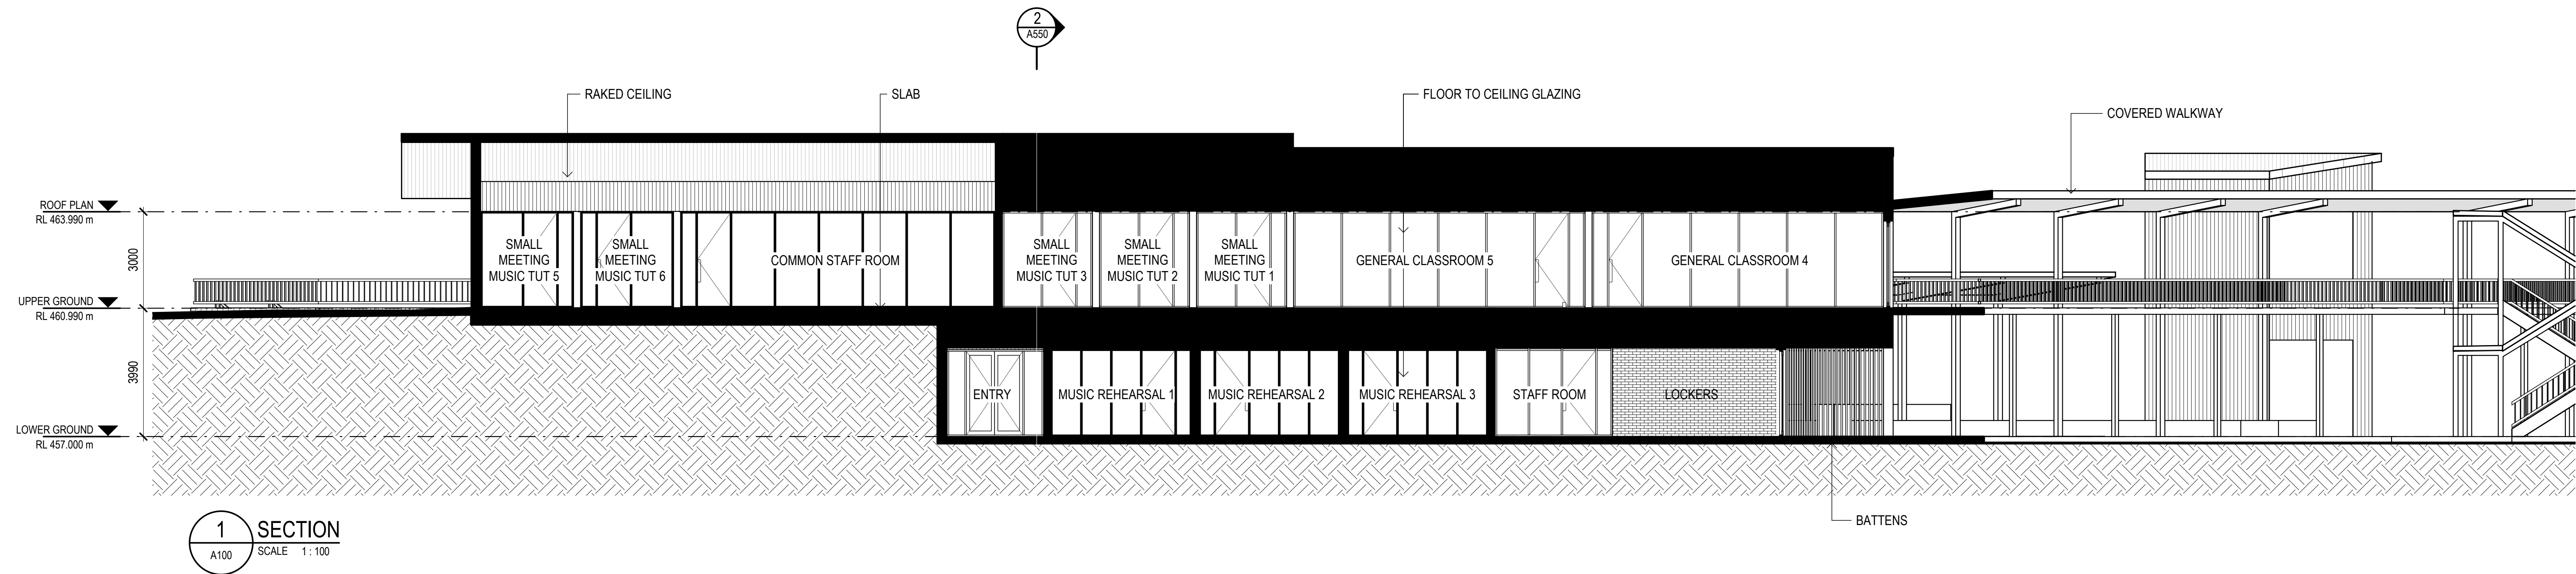 2
A550
RAKED CEILING
SLAB
FLOOR TO CEILING GLAZING
COVERED WALKWAY
ROOF PLAN
RL 463.990 m
3000
SMALL
MEETING
MUSIC TUT 5
SMALL
MEETING
MUSIC TUT 6
COMMON STAFF ROOM
SMALL
MEETING
MUSIC TUT 3
SMALL
MEETING
MUSIC TUT 2
SMALL
MEETING
MUSIC TUT 1
GENERAL CLASSROOM 5
GENERAL CLASSROOM 4
UPPER GROUND
RL 460.990 m
3990
ENTRY
MUSIC REHEARSAL 1
MUSIC REHEARSAL 2
MUSIC REHEARSAL 3
STAFF ROOM
LOCKERS
LOWER GROUND
RL 457.000 m
BATTENS
1
A100
SECTION
SCALE 1 : 100